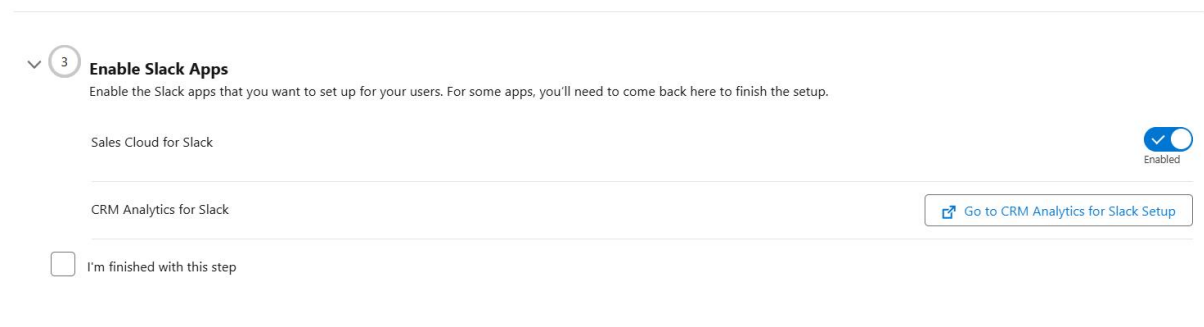 3
Enable Slack Apps
Enable the Slack apps that you want to set up for your users. For some apps, you'll need to come back here to finish the setup.
Sales Cloud for Slack
Enabled
CRM Analytics for Slack
Go to CRM Analytics for Slack Setup
I'm finished with this step